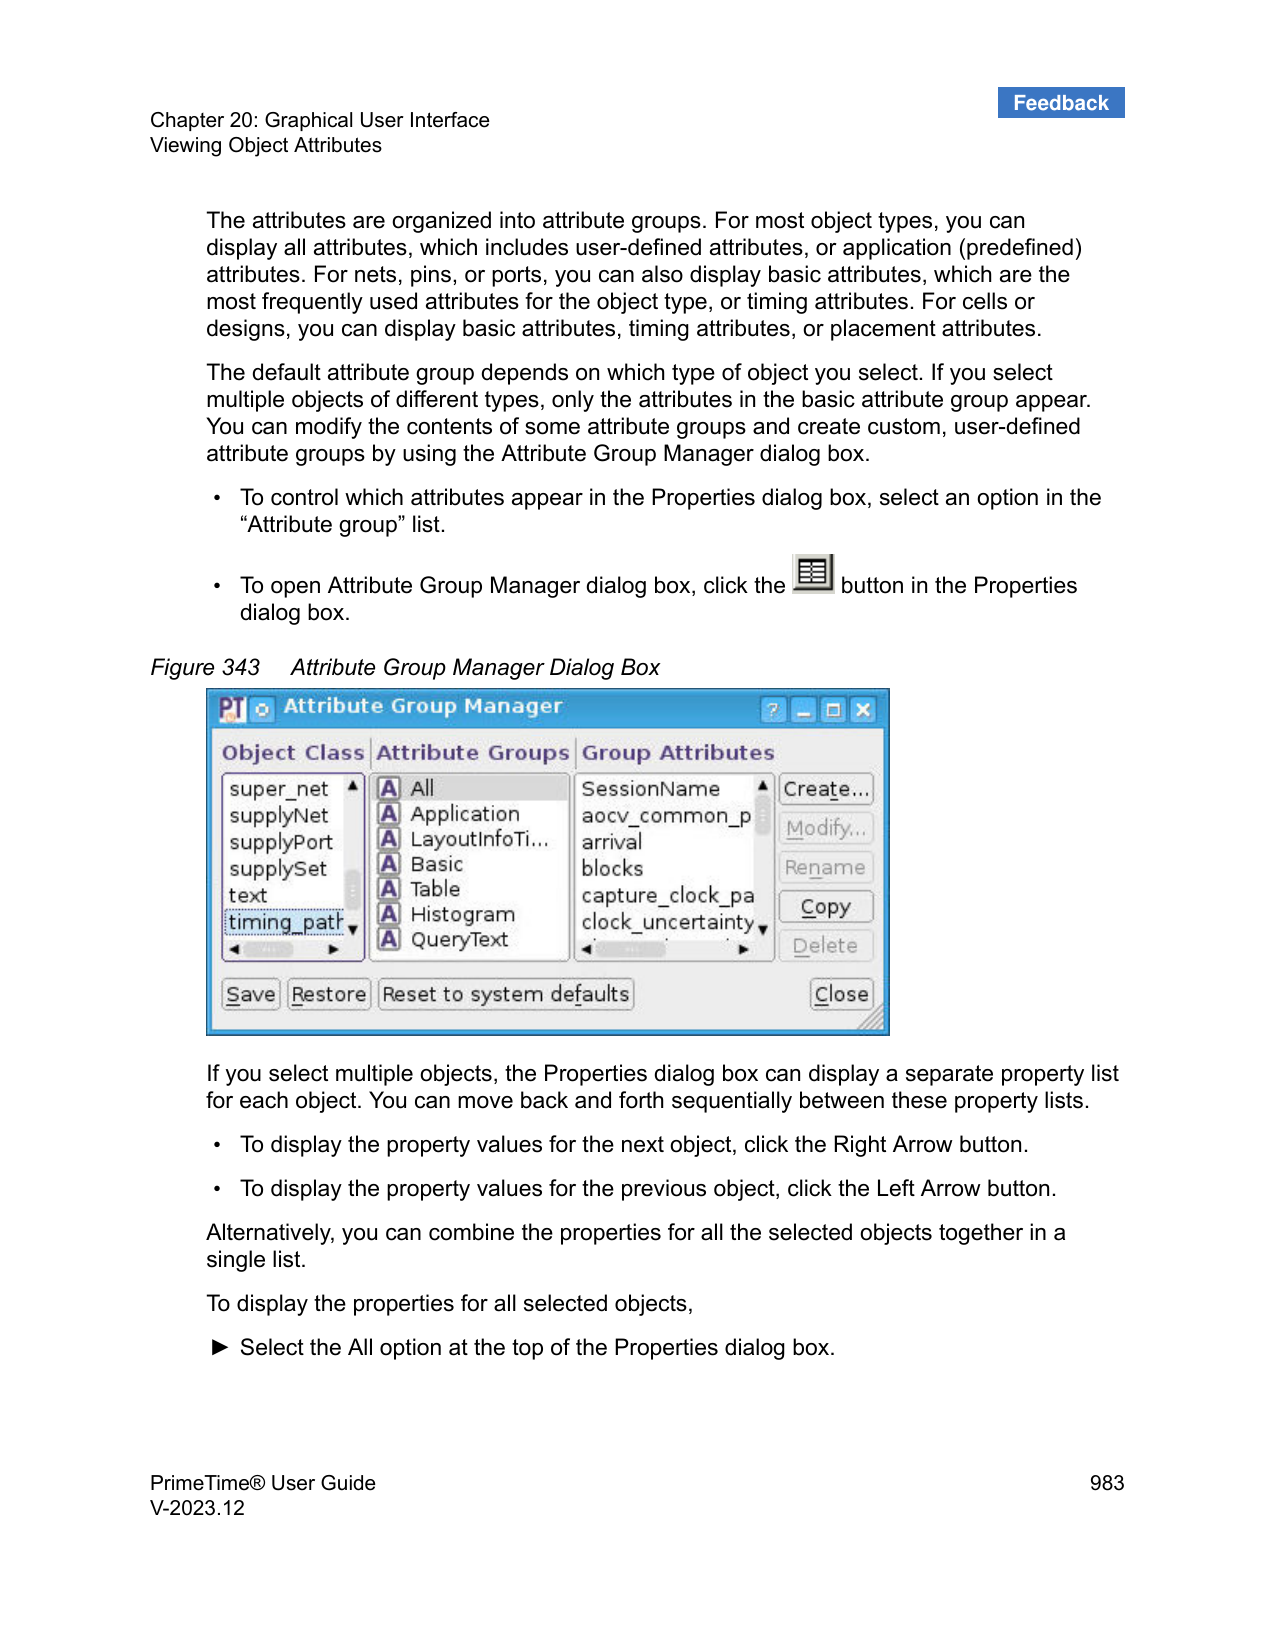 Feedback
Chapter 20: Graphical User Interface
Viewing Object Attributes
The attributes are organized into attribute groups. For most object types, you can
display all attributes, which includes user-defined attributes, or application (predefined)
attributes. For nets, pins, or ports, you can also display basic attributes, which are the
most frequently used attributes for the object type, or timing attributes. For cells or
designs, you can display basic attributes, timing attributes, or placement attributes.
The default attribute group depends on which type of object you select. If you select
multiple objects of different types, only the attributes in the basic attribute group appear.
You can modify the contents of some attribute groups and create custom, user-defined
attribute groups by using the Attribute Group Manager dialog box.
• To control which attributes appear in the Properties dialog box, select an option in the
“Attribute group” list.
• To open Attribute Group Manager dialog box, click the button in the Properties
dialog box.
Figure 343 Attribute Group Manager Dialog Box
PT Attribute Group Manager
Object Class Attribute Groups Group Attributes
super_net
supplyNet
supplyPort
supplySet
text
timing_path
A All
A Application
A LayoutInfoTi...
A Basic
A Table
A Histogram
A QueryText
SessionName
aocv_common_p
arrival
blocks
capture_clock_pa
clock_uncertainty
Create...
Modify...
Rename
Copy
Delete
Save Restore Reset to system defaults Close
If you select multiple objects, the Properties dialog box can display a separate property list
for each object. You can move back and forth sequentially between these property lists.
• To display the property values for the next object, click the Right Arrow button.
• To display the property values for the previous object, click the Left Arrow button.
Alternatively, you can combine the properties for all the selected objects together in a
single list.
To display the properties for all selected objects,
► Select the All option at the top of the Properties dialog box.
PrimeTime® User Guide 983
V-2023.12